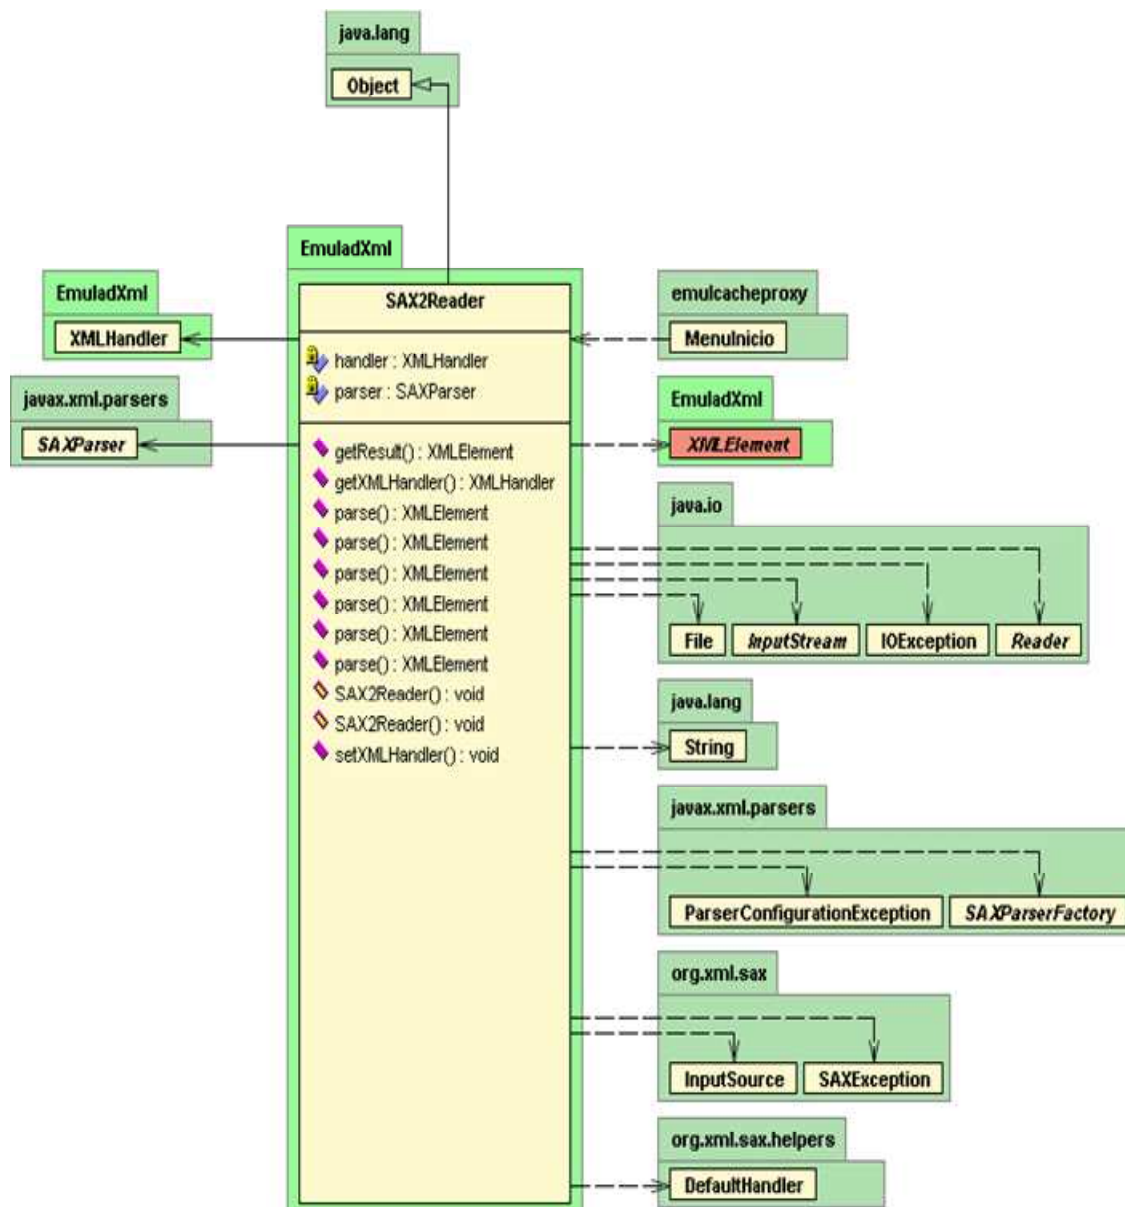 java.lang
Object
EmuladXml
SAX2Reader
handler : XMLHandler
parser : SAXParser
getResult() : XMLElement
getXMLHandler() : XMLHandler
parse() : XMLElement
parse() : XMLElement
parse() : XMLElement
parse() : XMLElement
parse() : XMLElement
parse() : XMLElement
SAX2Reader() : void
SAX2Reader() : void
setXMLHandler() : void
EmuladXml
XMLHandler
javax.xml.parsers
SAXParser
emulcacheproxy
MenuInicio
EmuladXml
XMLElement
java.io
File InputStream IOException Reader
java.lang
String
javax.xml.parsers
ParserConfigurationException SAXParserFactory
org.xml.sax
InputSource SAXException
org.xml.sax.helpers
DefaultHandler